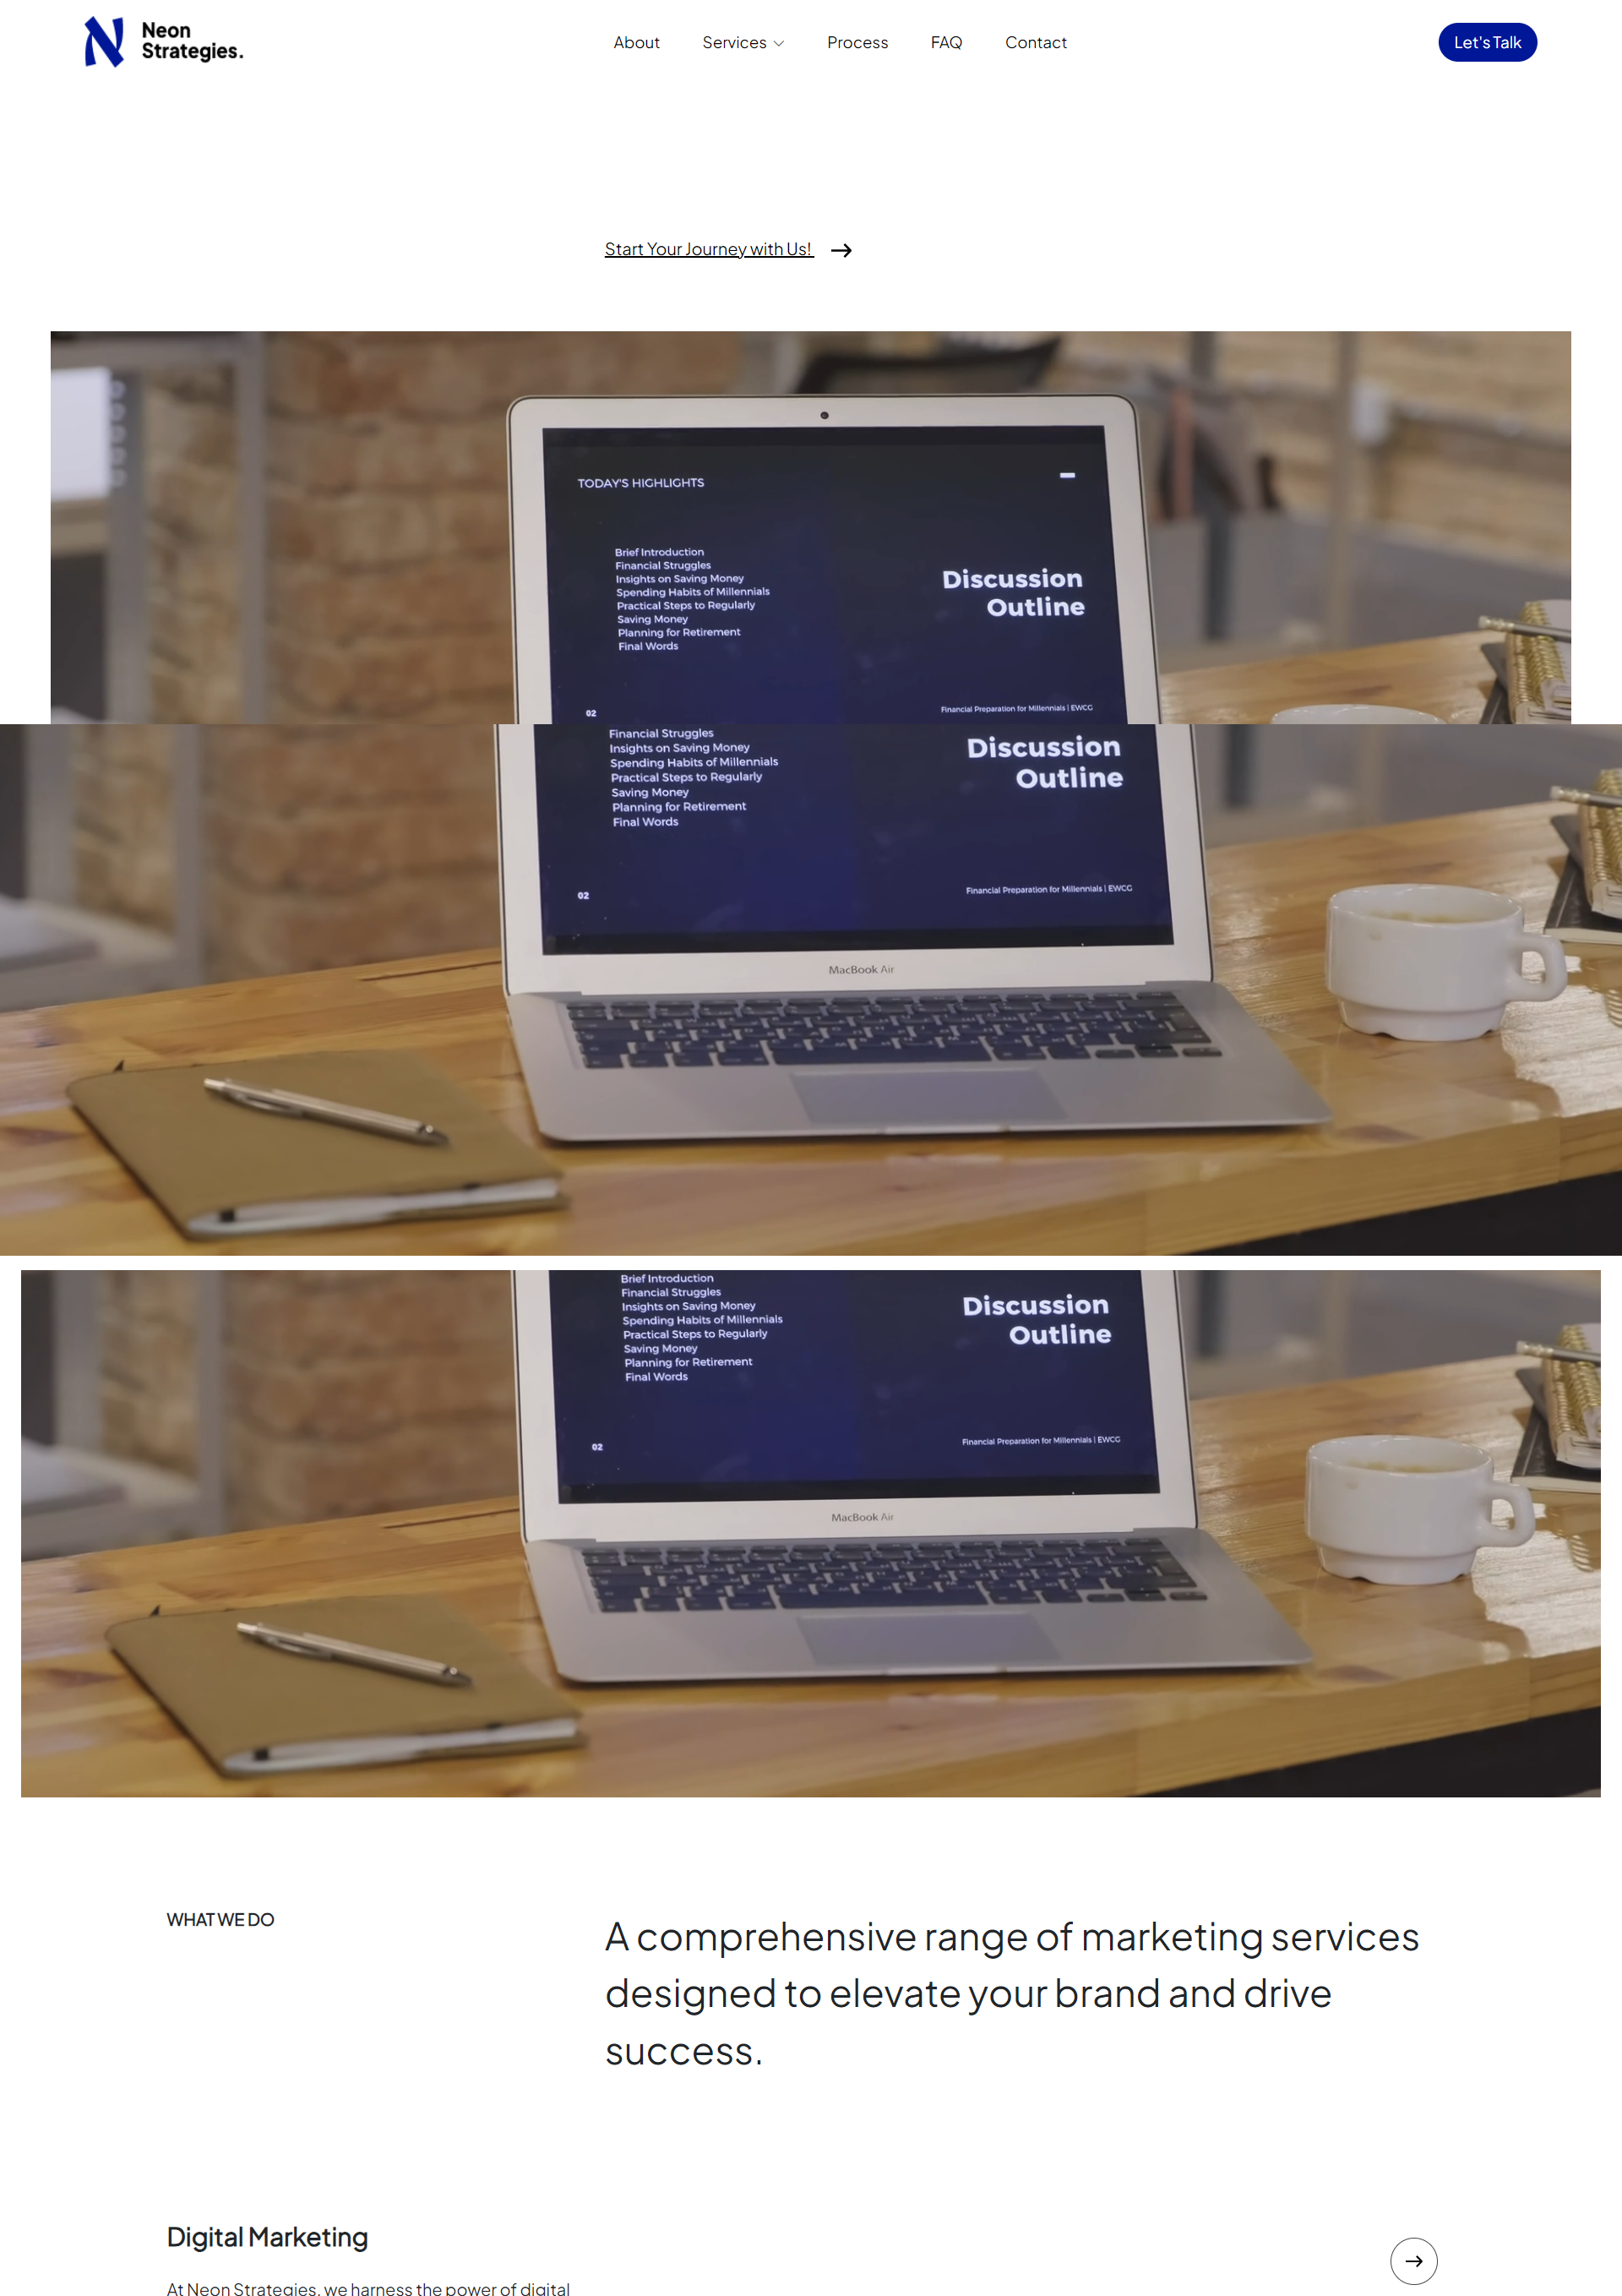 Neon
Strategies.
About
Services
Process
FAQ
Contact
Let's Talk
Start Your Journey with Us!
TODAY'S HIGHLIGHTS
Brief Introduction
Financial Struggles
Insights on Saving Money
Spending Habits of Millennials
Practical Steps to Regularly
Saving Money
Planning for Retirement
Final Words
Discussion
Outline
02
Financial Preparation for Millennials | EWCG
Financial Struggles
Insights on Saving Money
Spending Habits of Millennials
Practical Steps to Regularly
Saving Money
Planning for Retirement
Final Words
Discussion
Outline
02
Financial Preparation for Millennials | EWCG
MacBook Air
Brief Introduction
Financial Struggles
Insights on Saving Money
Spending Habits of Millennials
Practical Steps to Regularly
Saving Money
Planning for Retirement
Final Words
Discussion
Outline
02
Financial Preparation for Millennials | EWCG
MacBook Air
WHAT WE DO
A comprehensive range of marketing services
designed to elevate your brand and drive
success.
Digital Marketing
At Neon Strategies, we harness the power of digital